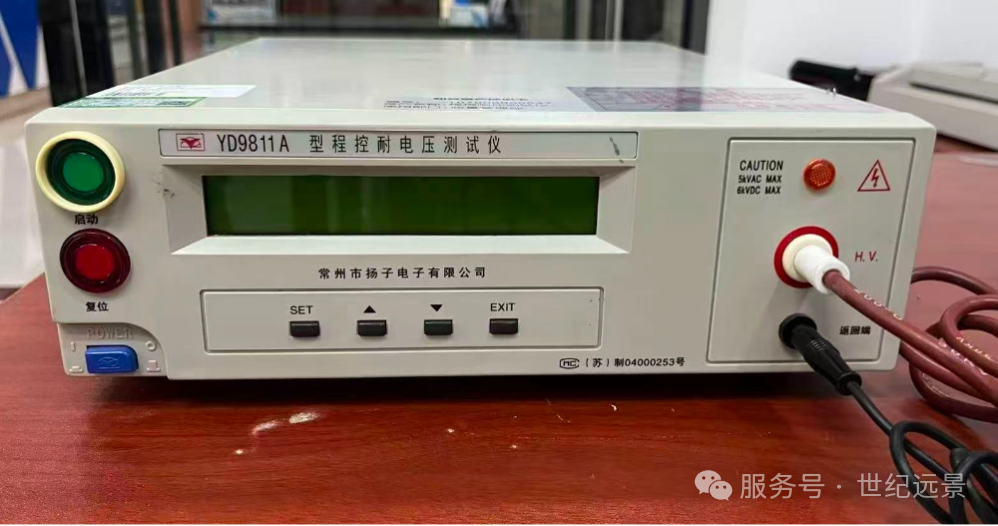 YD9811A 型程控耐电压测试仪
启动
复位
POWER
常州市扬子电子有限公司
SET
EXIT
MC (苏)制04000253号
CAUTION
5kVAC MAX
6kVDC MAX
H.V.
返回端
服务号 · 世纪远景